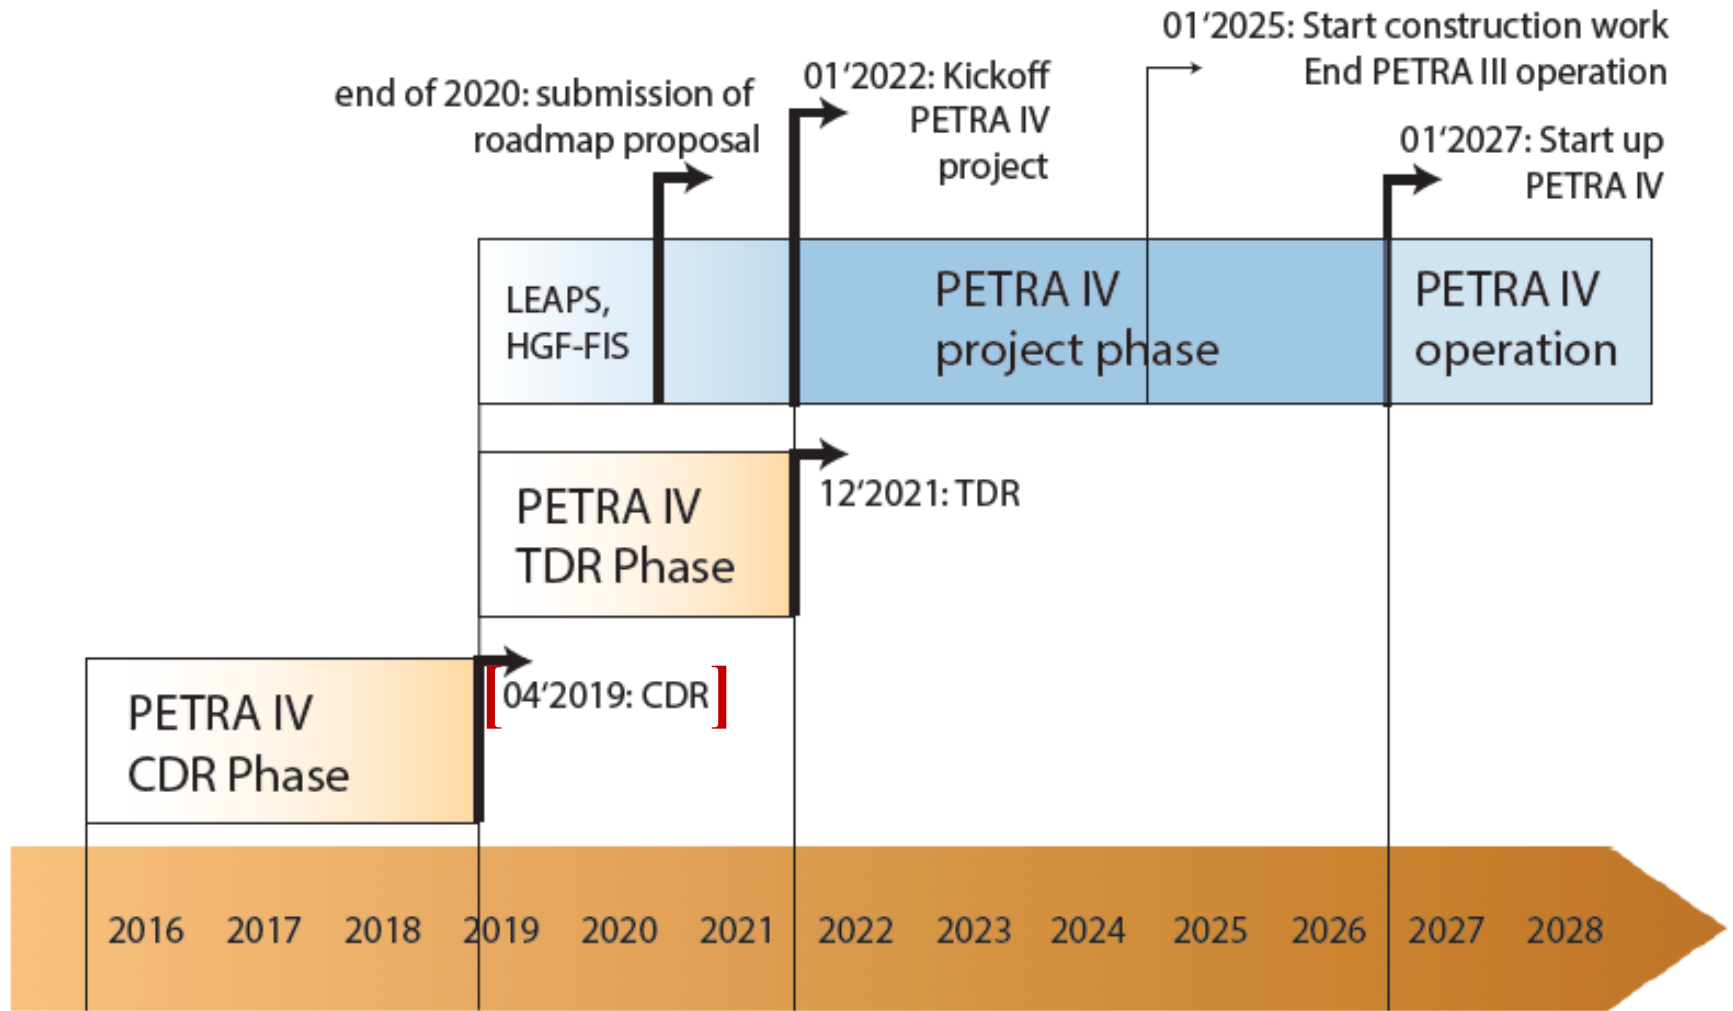 01‘2025: Start construction work
End PETRA III operation
01‘2022: Kickoff
PETRA IV
project
end of 2020: submission of
roadmap proposal
01‘2027: Start up
PETRA IV
LEAPS,
HGF-FIS
PETRA IV
project phase
PETRA IV
operation
PETRA IV
TDR Phase
12‘2021: TDR
PETRA IV
CDR Phase
[04‘2019: CDR]
2016 2017 2018 2019 2020 2021 2022 2023 2024 2025 2026 2027 2028